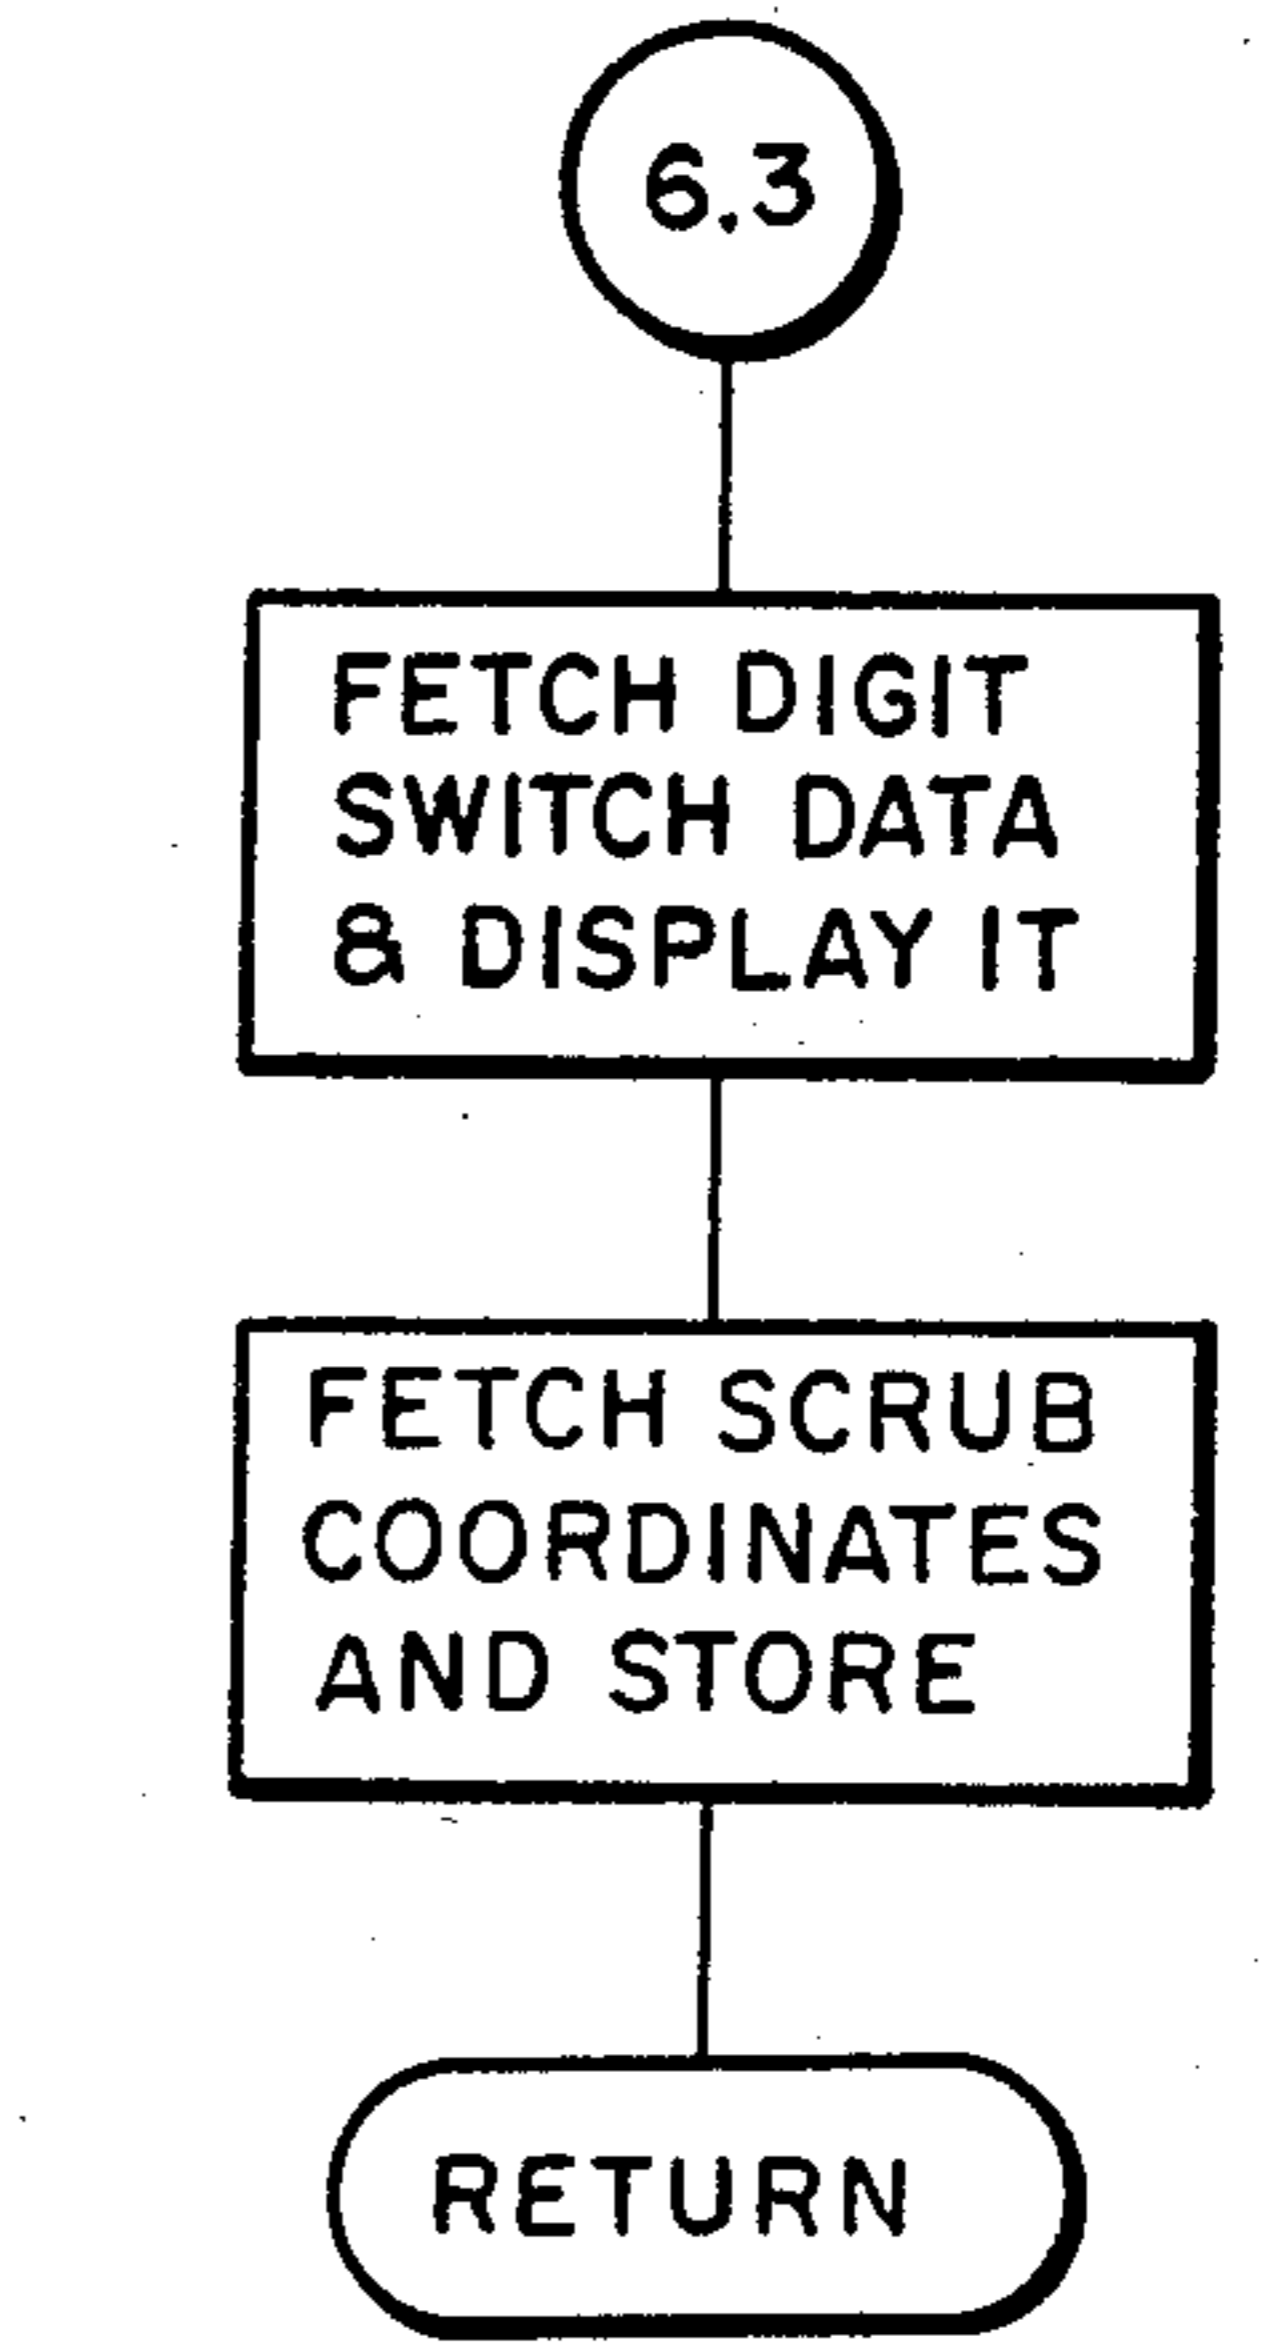 6.3
FETCH DIGIT
SWITCH DATA
& DISPLAY IT
FETCH SCRUB
COORDINATES
AND STORE
RETURN